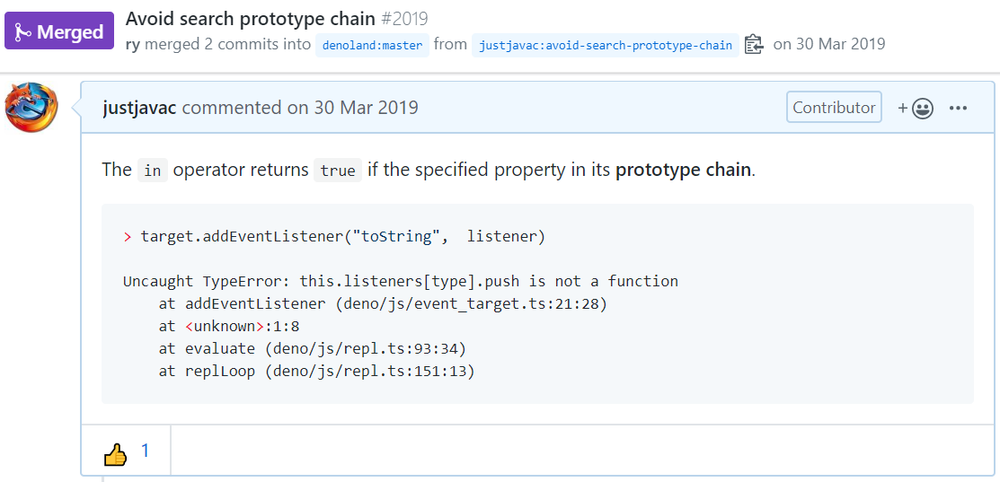 Merged
Avoid search prototype chain #2019
ry merged 2 commits into denoland:master from justjavac:avoid-search-prototype-chain on 30 Mar 2019
justjavac commented on 30 Mar 2019 Contributor + ...
The in operator returns true if the specified property in its prototype chain.
> target.addEventListener("toString",  listener)
Uncaught TypeError: this.listeners[type].push is not a function
    at addEventListener (deno/js/event_target.ts:21:28)
    at <unknown>:1:8
    at evaluate (deno/js/repl.ts:93:34)
    at replLoop (deno/js/repl.ts:151:13)
1